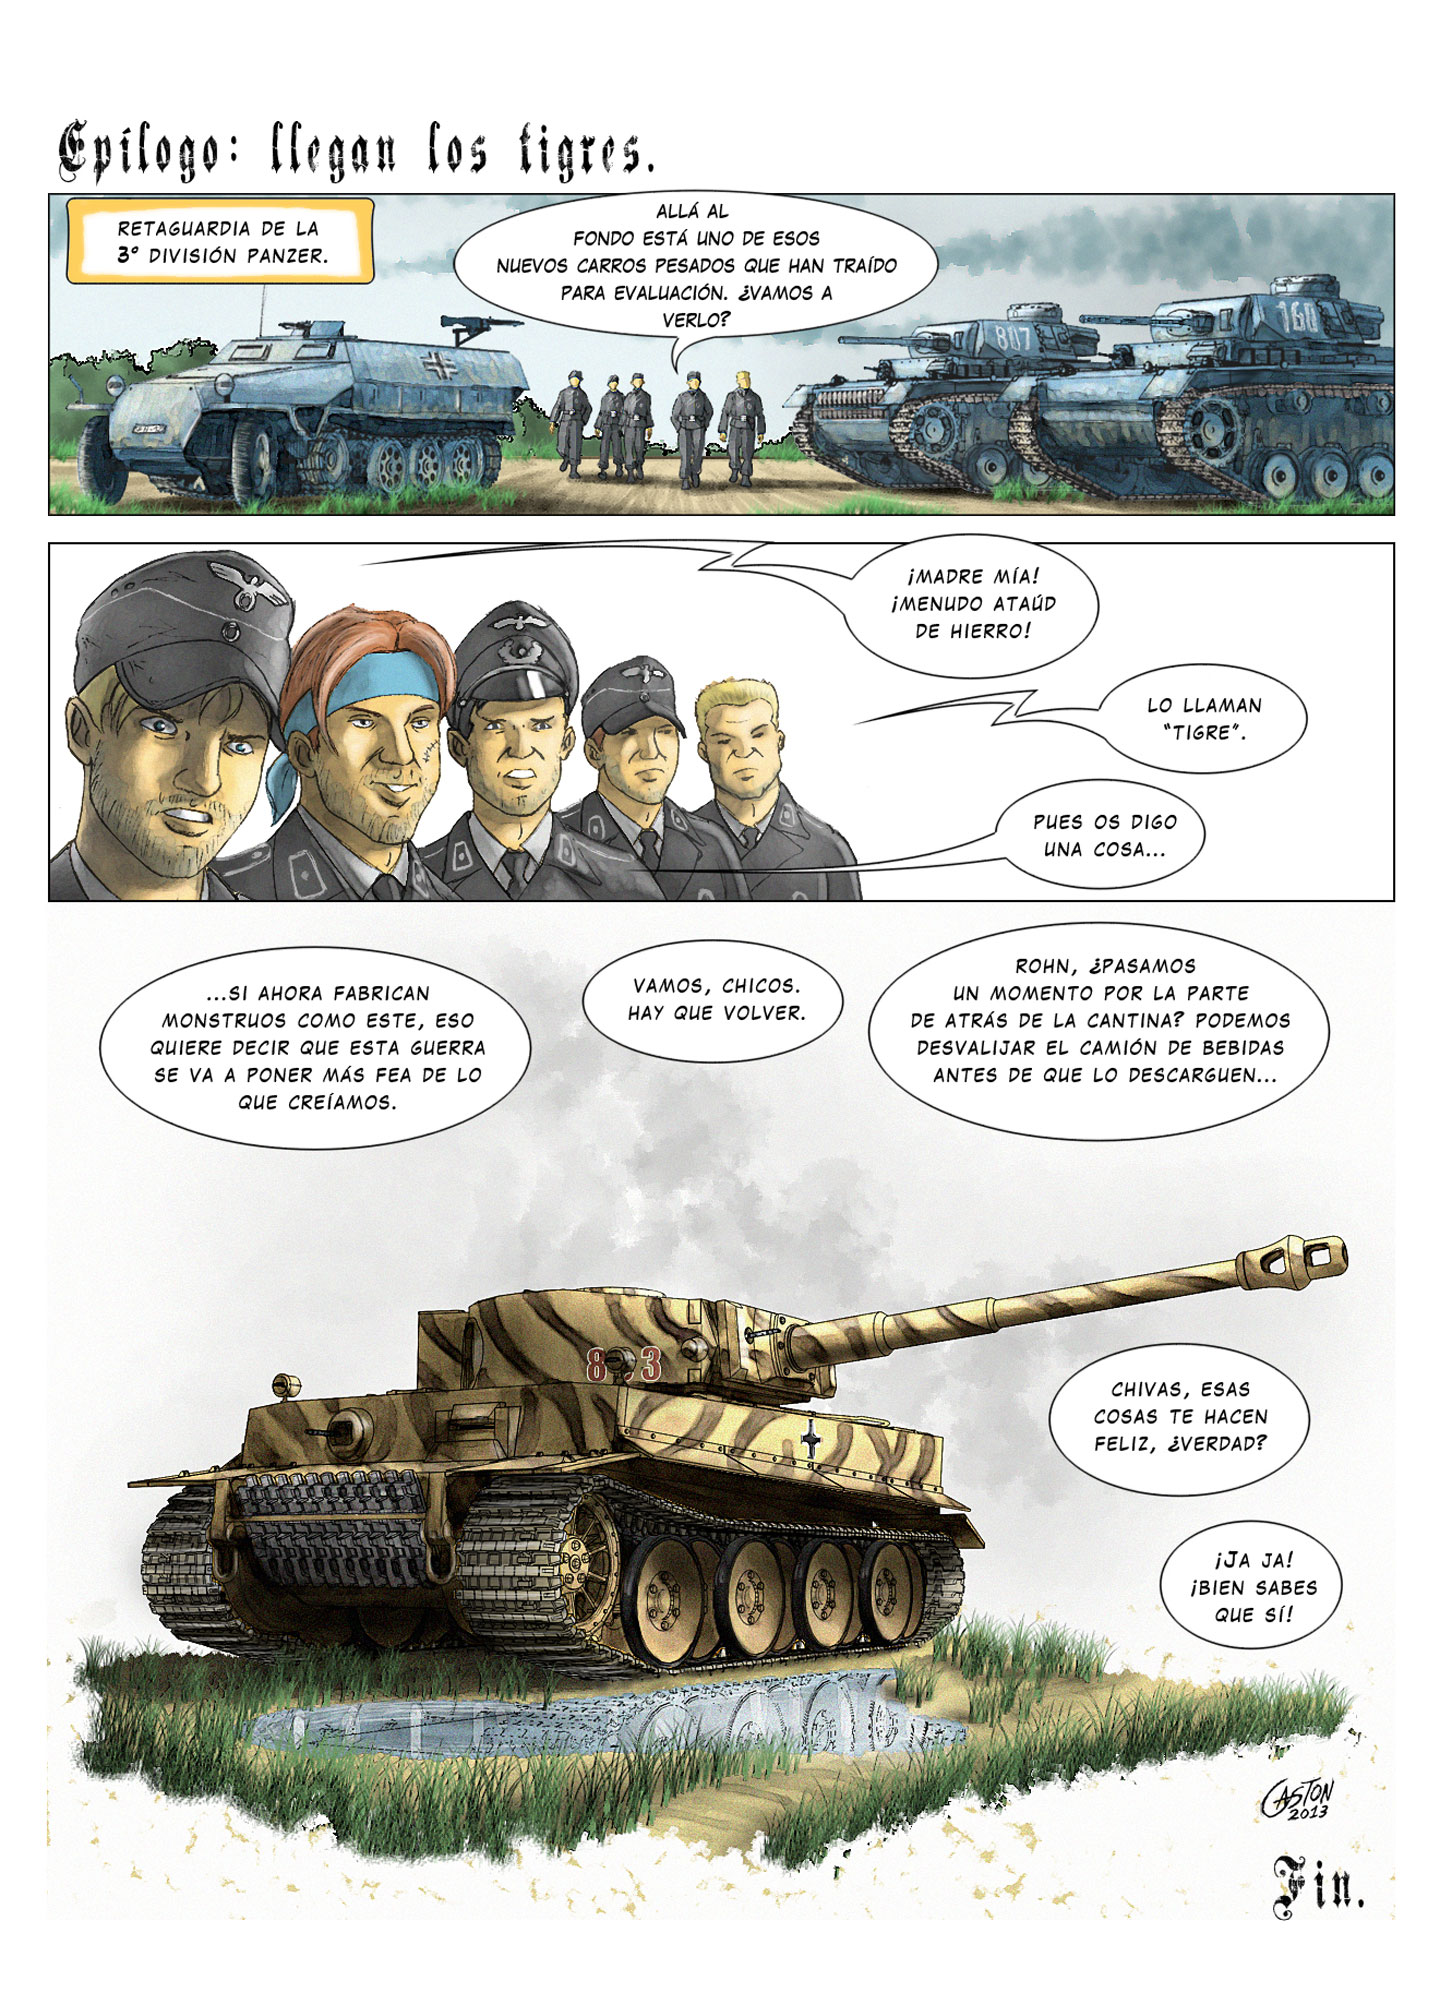 Epílogo: llegan los tigres.
RETAGUARDIA DE LA
3º DIVISIÓN PANZER.
ALLÁ AL
FONDO ESTÁ UNO DE ESOS
NUEVOS CARROS PESADOS QUE HAN TRAÍDO
PARA EVALUACIÓN. ¿VAMOS A
VERLO?
807
160
¡MADRE MÍA!
¡MENUDO ATAÚD
DE HIERRO!
LO LLAMAN
“TIGRE”.
PUES OS DIGO
UNA COSA...
...SI AHORA FABRICAN
MONSTRUOS COMO ESTE, ESO
QUIERE DECIR QUE ESTA GUERRA
SE VA A PONER MÁS FEA DE LO
QUE CREÍAMOS.
VAMOS, CHICOS.
HAY QUE VOLVER.
ROHN, ¿PASAMOS
UN MOMENTO POR LA PARTE
DE ATRÁS DE LA CANTINA? PODEMOS
DESVALIJAR EL CAMIÓN DE BEBIDAS
ANTES DE QUE LO DESCARGUEN...
CHIVAS, ESAS
COSAS TE HACEN
FELIZ, ¿VERDAD?
¡JA JA!
¡BIEN SABES
QUE SÍ!
GASTON
2013
Fin.